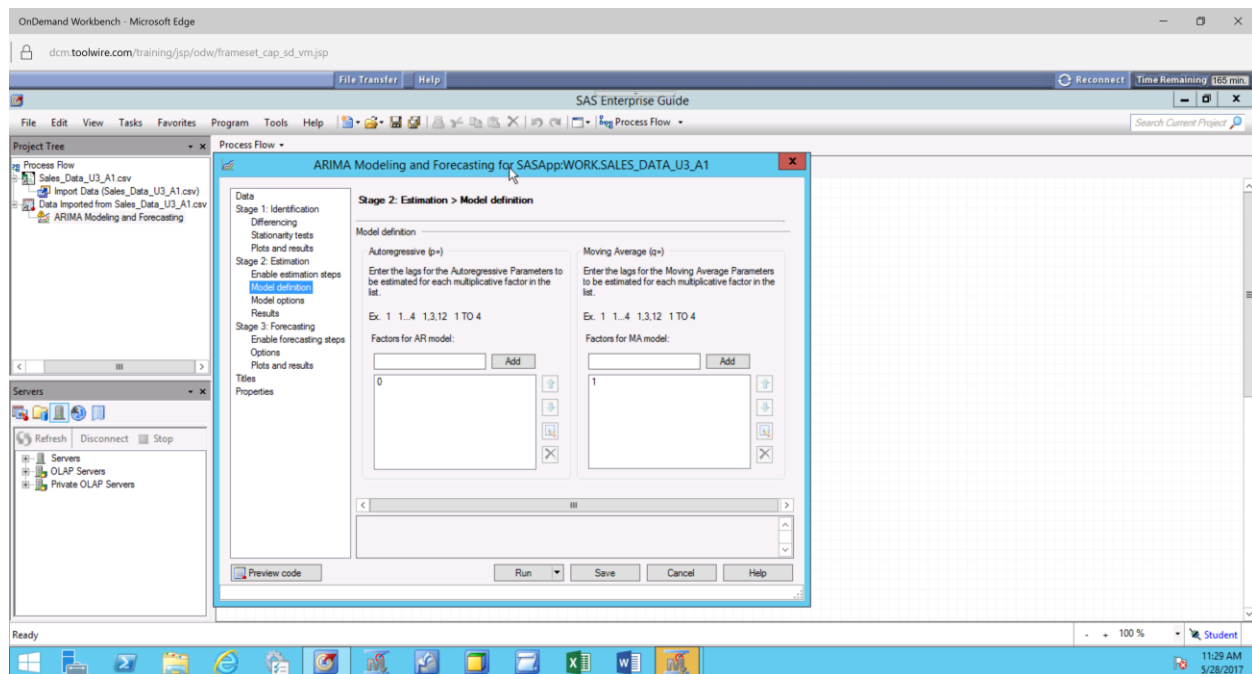 OnDemand Workbench - Microsoft Edge
dcm.toolwire.com/training/jsp/odw/frameset_cap_sd_vm.jsp
File Transfer Help Reconnect Time Remaining 165 min.
SAS Enterprise Guide
File Edit View Tasks Favorites Program Tools Help Process Flow Search Current Project
Project Tree
Process Flow
Sales_Data_U3_A1.csv
Import Data (Sales_Data_U3_A1.csv)
Data Imported from Sales_Data_U3_A1.csv
ARIMA Modeling and Forecasting
Servers
Refresh Disconnect Stop
Servers
OLAP Servers
Private OLAP Servers
Process Flow
ARIMA Modeling and Forecasting for SASApp:WORK.SALES_DATA_U3_A1
Data
Stage 1: Identification
Differencing
Stationarity tests
Plots and results
Stage 2: Estimation
Enable estimation steps
Model definition
Model options
Results
Stage 3: Forecasting
Enable forecasting steps
Options
Plots and results
Titles
Properties
Stage 2: Estimation > Model definition
Model definition
Autoregressive (p=)
Enter the lags for the Autoregressive Parameters to
be estimated for each multiplicative factor in the
list.
Ex. 1 1...4 1,3,12 1 TO 4
Factors for AR model:
Add
0
Moving Average (q=)
Enter the lags for the Moving Average Parameters
to be estimated for each multiplicative factor in the
list.
Ex. 1 1...4 1,3,12 1 TO 4
Factors for MA model:
Add
1
Preview code Run Save Cancel Help
Ready - + 100 % Student
11:29 AM
5/28/2017